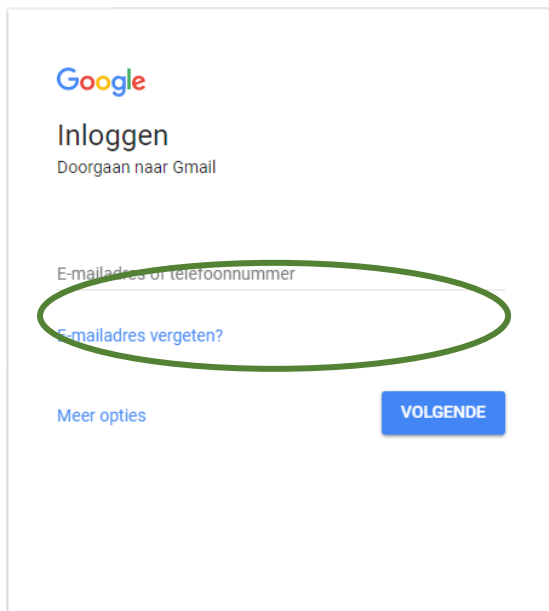 Google
Inloggen
Doorgaan naar Gmail
E-mailadres of telefoonnummer
E-mailadres vergeten?
Meer opties
VOLGENDE